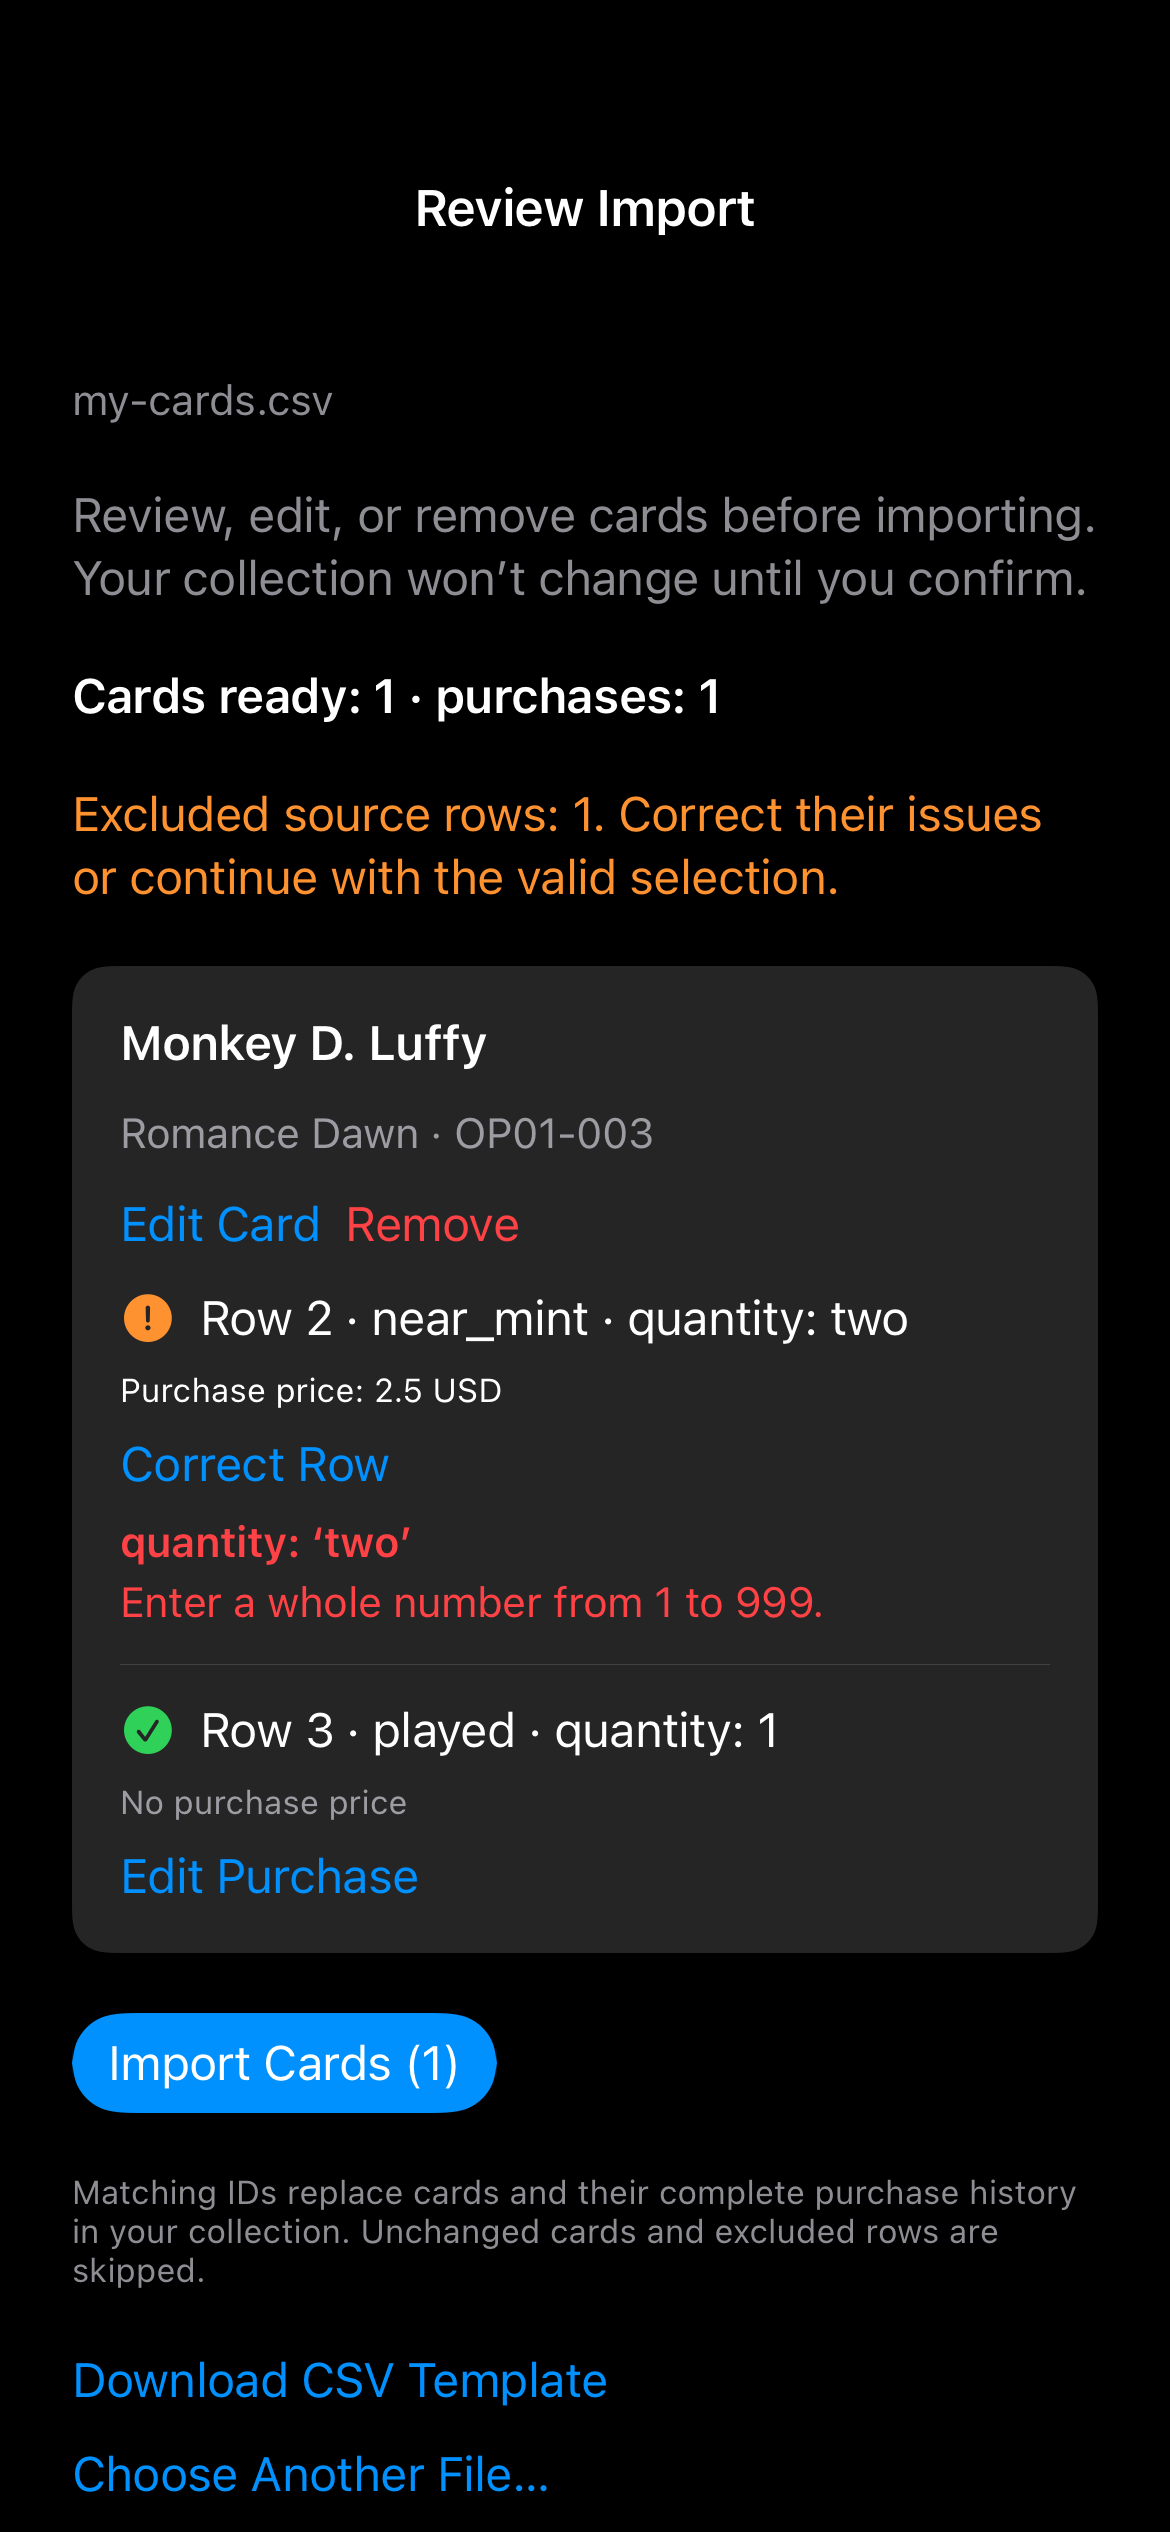 Review Import
my-cards.csv
Review, edit, or remove cards before importing.
Your collection won’t change until you confirm.
Cards ready: 1 · purchases: 1
Excluded source rows: 1. Correct their issues
or continue with the valid selection.
Monkey D. Luffy
Romance Dawn · OP01-003
Edit Card Remove
Row 2 · near_mint · quantity: two
Purchase price: 2.5 USD
Correct Row
quantity: ‘two’
Enter a whole number from 1 to 999.
Row 3 · played · quantity: 1
No purchase price
Edit Purchase
Import Cards (1)
Matching IDs replace cards and their complete purchase history
in your collection. Unchanged cards and excluded rows are
skipped.
Download CSV Template
Choose Another File…